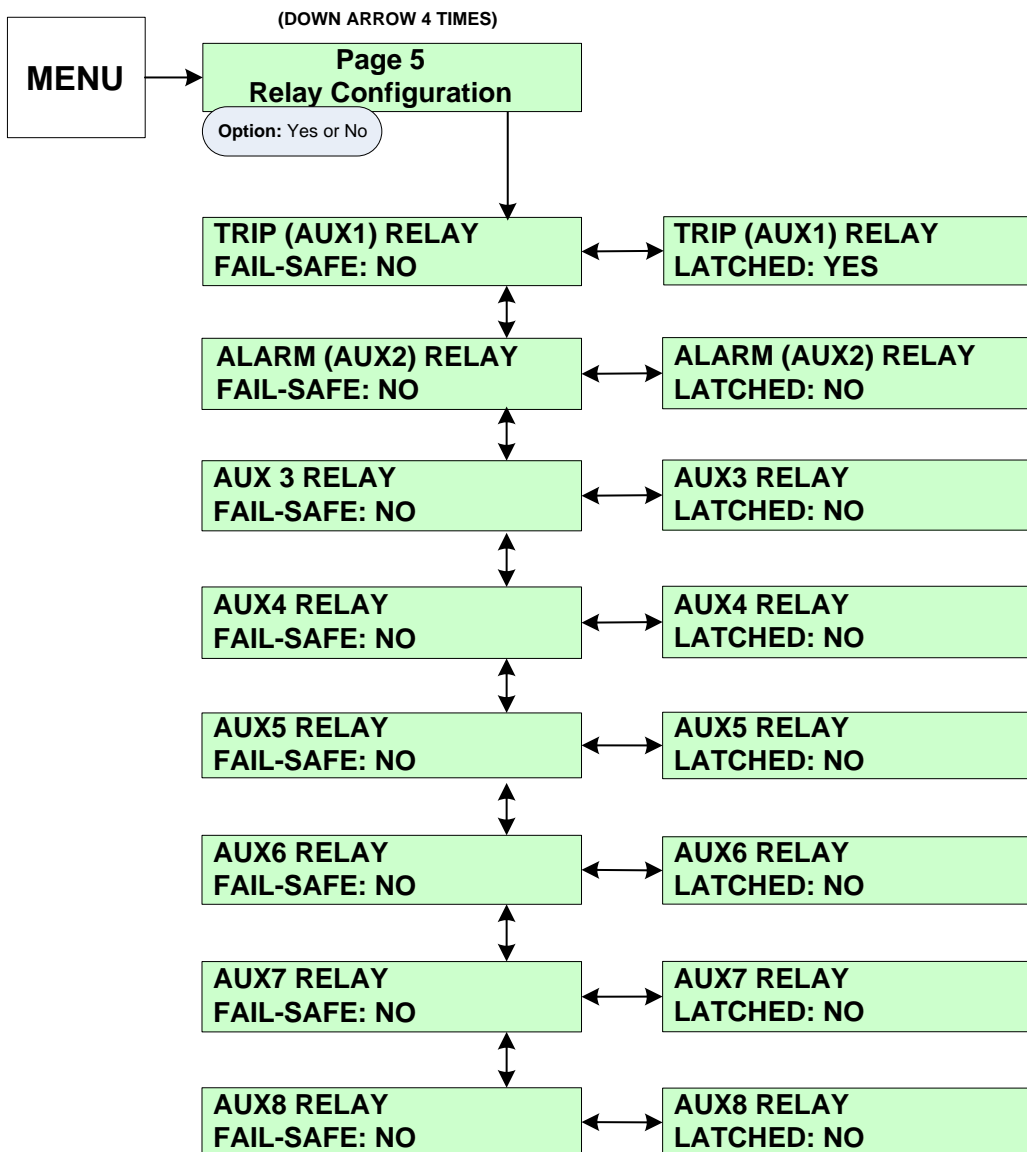 (DOWN ARROW 4 TIMES)
MENU
Page 5
Relay Configuration
Option: Yes or No
TRIP (AUX1) RELAY
FAIL-SAFE: NO
TRIP (AUX1) RELAY
LATCHED: YES
ALARM (AUX2) RELAY
FAIL-SAFE: NO
ALARM (AUX2) RELAY
LATCHED: NO
AUX 3 RELAY
FAIL-SAFE: NO
AUX3 RELAY
LATCHED: NO
AUX4 RELAY
FAIL-SAFE: NO
AUX4 RELAY
LATCHED: NO
AUX5 RELAY
FAIL-SAFE: NO
AUX5 RELAY
LATCHED: NO
AUX6 RELAY
FAIL-SAFE: NO
AUX6 RELAY
LATCHED: NO
AUX7 RELAY
FAIL-SAFE: NO
AUX7 RELAY
LATCHED: NO
AUX8 RELAY
FAIL-SAFE: NO
AUX8 RELAY
LATCHED: NO